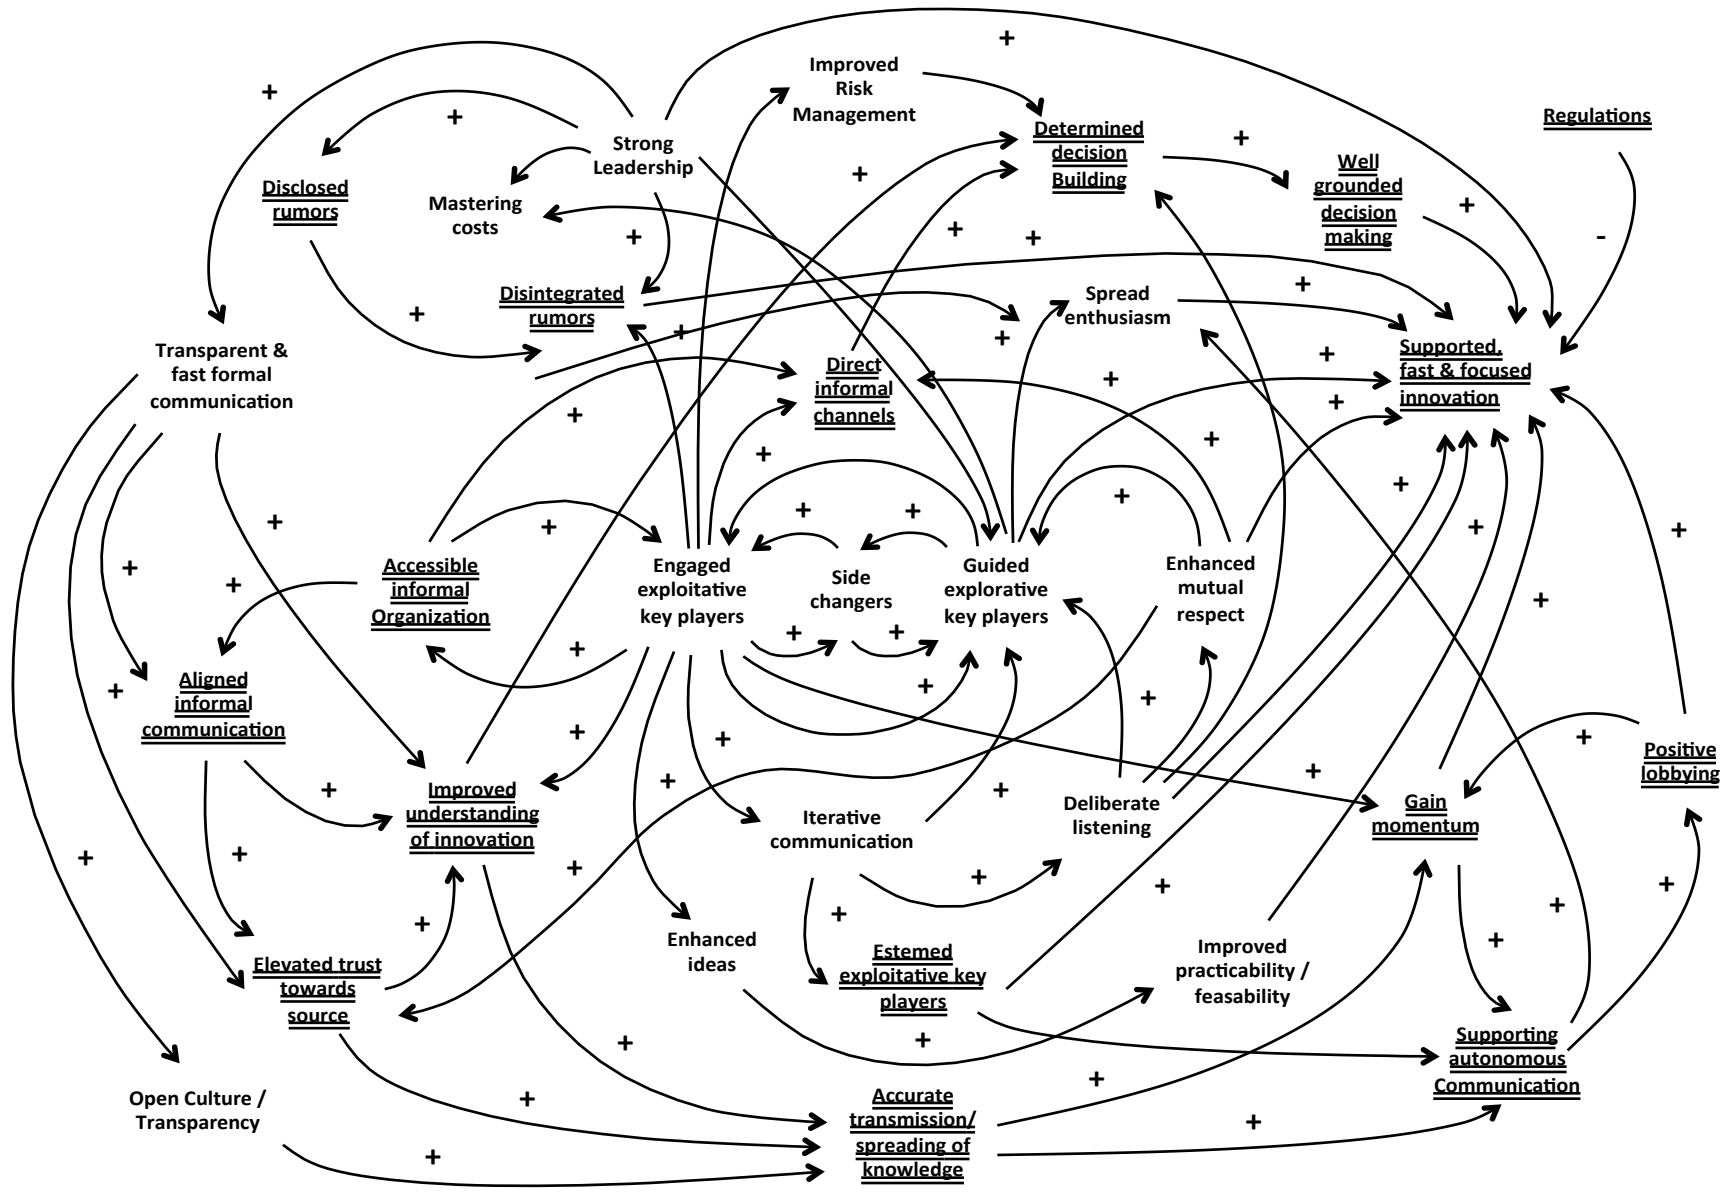 Improved
Risk
Management
Regulations
Strong
Leadership
Determined
decision
Building
Well
grounded
decision
making
Disclosed
rumors
Mastering
costs
Disintegrated
rumors
Spread
enthusiasm
Transparent &
fast formal
communication
Direct
informal
channels
Supported,
fast & focused
innovation
Accessible
informal
Organization
Engaged
exploitative
key players
Side
changers
Guided
explorative
key players
Enhanced
mutual
respect
Aligned
informal
communication
Positive
lobbying
Improved
understanding
of innovation
Iterative
communication
Deliberate
listening
Gain
momentum
Elevated trust
towards
source
Enhanced
ideas
Estemed
exploitative key
players
Improved
practicability /
feasability
Supporting
autonomous
Communication
Open Culture /
Transparency
Accurate
transmission/
spreading of
knowledge